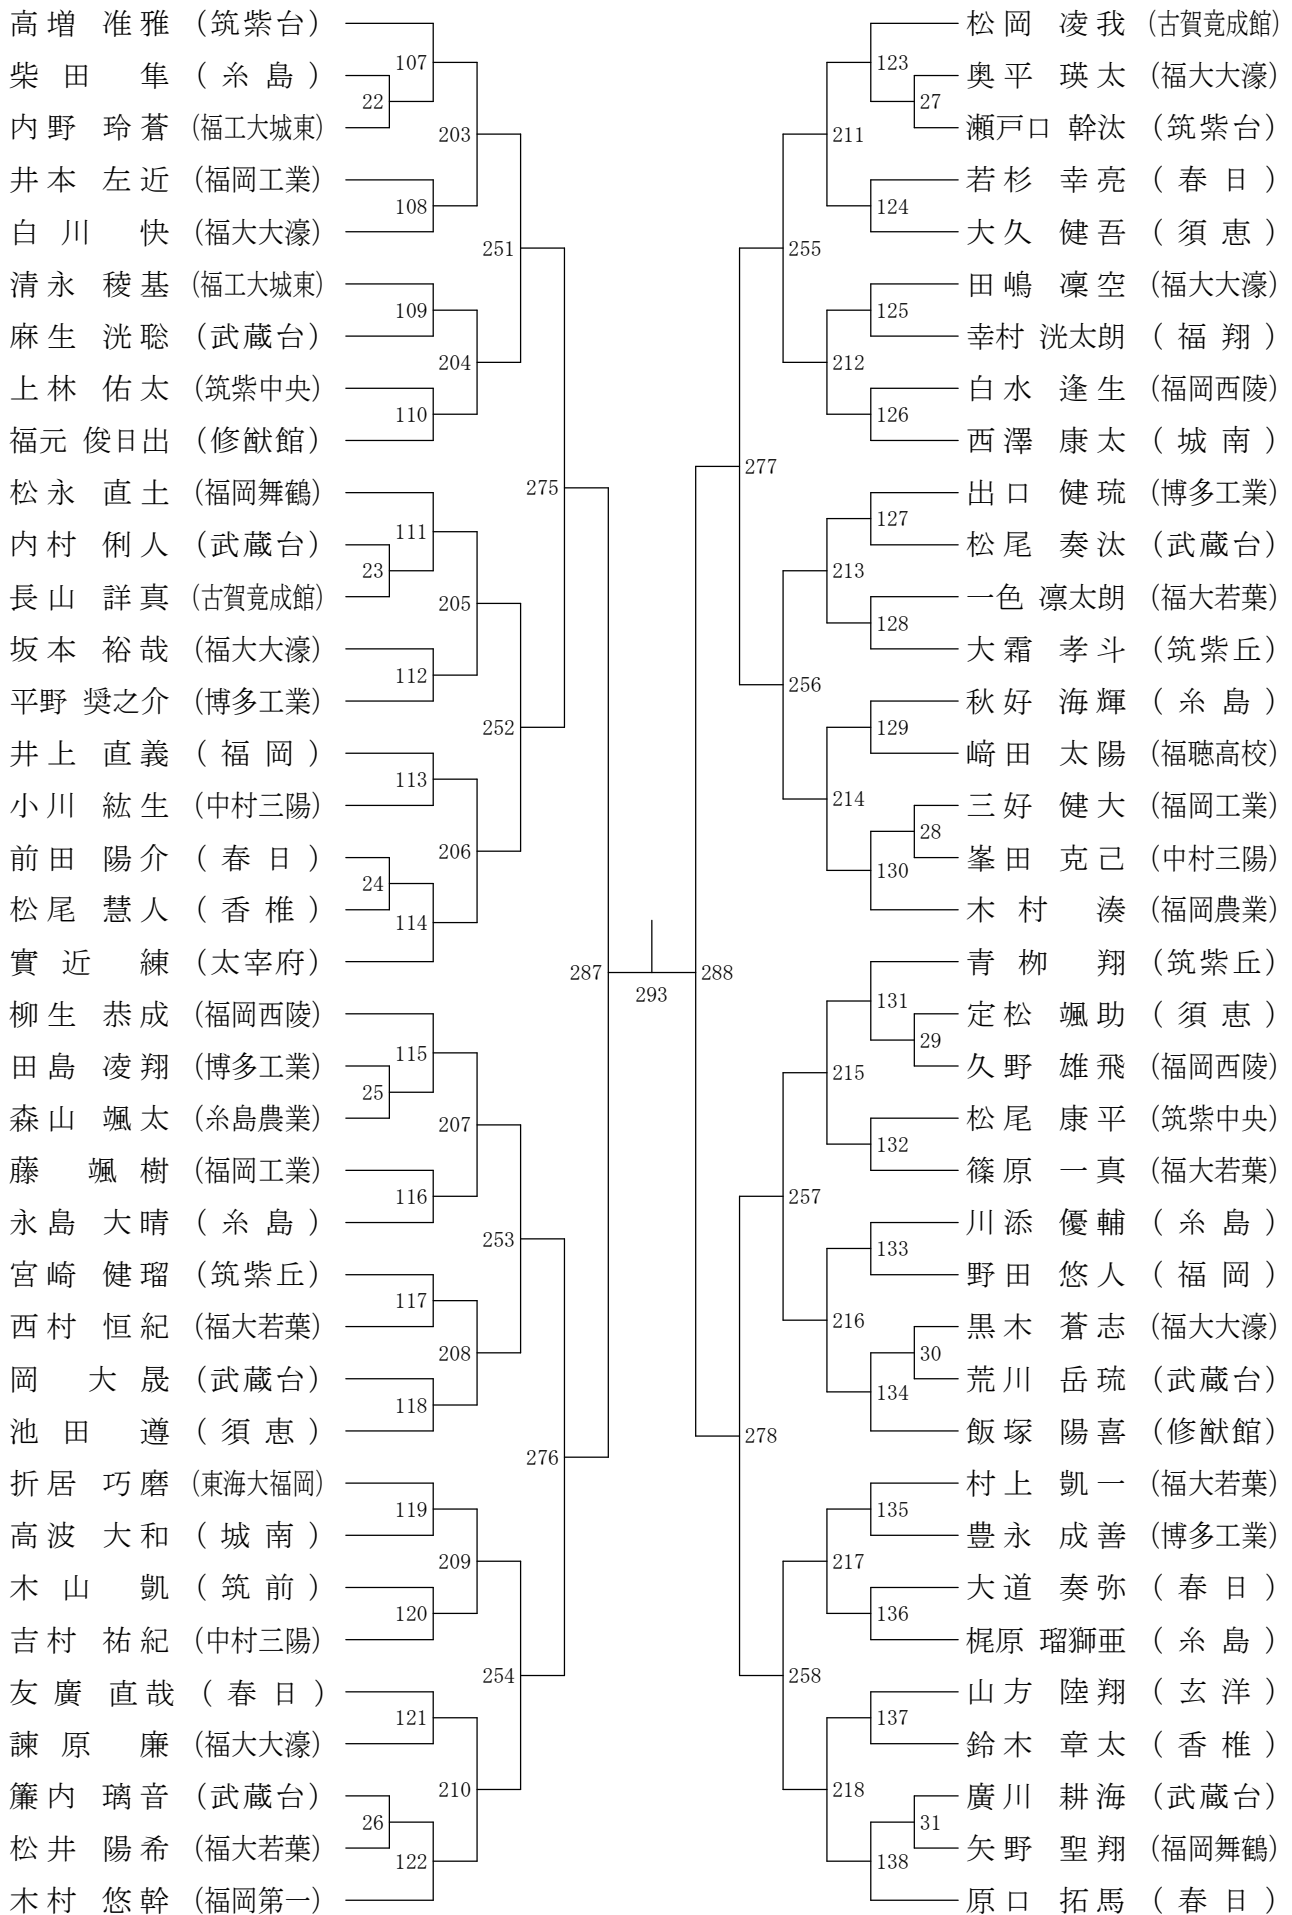 高増 准雅 (筑紫台)
柴田 隼 (糸島)
内野 玲蒼 (福工大城東)
井本 左近 (福岡工業)
白川 快 (福大大濠)
清永 稜基 (福工大城東)
麻生 洸聡 (武蔵台)
上林 佑太 (筑紫中央)
福元 俊日出 (修猷館)
松永 直土 (福岡舞鶴)
内村 俐人 (武蔵台)
長山 詳真 (古賀竟成館)
坂本 裕哉 (福大大濠)
平野 奨之介 (博多工業)
井上 直義 (福岡)
小川 紘生 (中村三陽)
前田 陽介 (春日)
松尾 慧人 (香椎)
實近 練 (太宰府)
柳生 恭成 (福岡西陵)
田島 凌翔 (博多工業)
森山 颯太 (糸島農業)
藤 颯樹 (福岡工業)
永島 大晴 (糸島)
宮崎 健瑠 (筑紫丘)
西村 恒紀 (福大若葉)
岡 大晟 (武蔵台)
池田 遵 (須恵)
折居 巧磨 (東海大福岡)
高波 大和 (城南)
木山 凱 (筑前)
吉村 祐紀 (中村三陽)
友廣 直哉 (春日)
諫原 廉 (福大大濠)
簾内 璃音 (武蔵台)
松井 陽希 (福大若葉)
木村 悠幹 (福岡第一)
22
23
24
25
26
107
108
109
110
111
112
113
114
115
116
117
118
119
120
121
122
203
204
205
206
207
208
209
210
251
252
253
254
275
276
287
293
288
277
278
255
256
257
258
211
212
213
214
215
216
217
218
123
124
125
126
127
128
129
130
131
132
133
134
135
136
137
138
27
28
29
30
31
松岡 凌我 (古賀竟成館)
奥平 瑛太 (福大大濠)
瀬戸口 幹汰 (筑紫台)
若杉 幸亮 (春日)
大久 健吾 (須恵)
田嶋 凜空 (福大大濠)
幸村 洸太朗 (福翔)
白水 逢生 (福岡西陵)
西澤 康太 (城南)
出口 健琉 (博多工業)
松尾 奏汰 (武蔵台)
一色 凛太朗 (福大若葉)
大霜 孝斗 (筑紫丘)
秋好 海輝 (糸島)
﨑田 太陽 (福聴高校)
三好 健大 (福岡工業)
峯田 克己 (中村三陽)
木村 湊 (福岡農業)
青栁 翔 (筑紫丘)
定松 颯助 (須恵)
久野 雄飛 (福岡西陵)
松尾 康平 (筑紫中央)
篠原 一真 (福大若葉)
川添 優輔 (糸島)
野田 悠人 (福岡)
黒木 蒼志 (福大大濠)
荒川 岳琉 (武蔵台)
飯塚 陽喜 (修猷館)
村上 凱一 (福大若葉)
豊永 成善 (博多工業)
大道 奏弥 (春日)
梶原 瑠獅亜 (糸島)
山方 陸翔 (玄洋)
鈴木 章太 (香椎)
廣川 耕海 (武蔵台)
矢野 聖翔 (福岡舞鶴)
原口 拓馬 (春日)